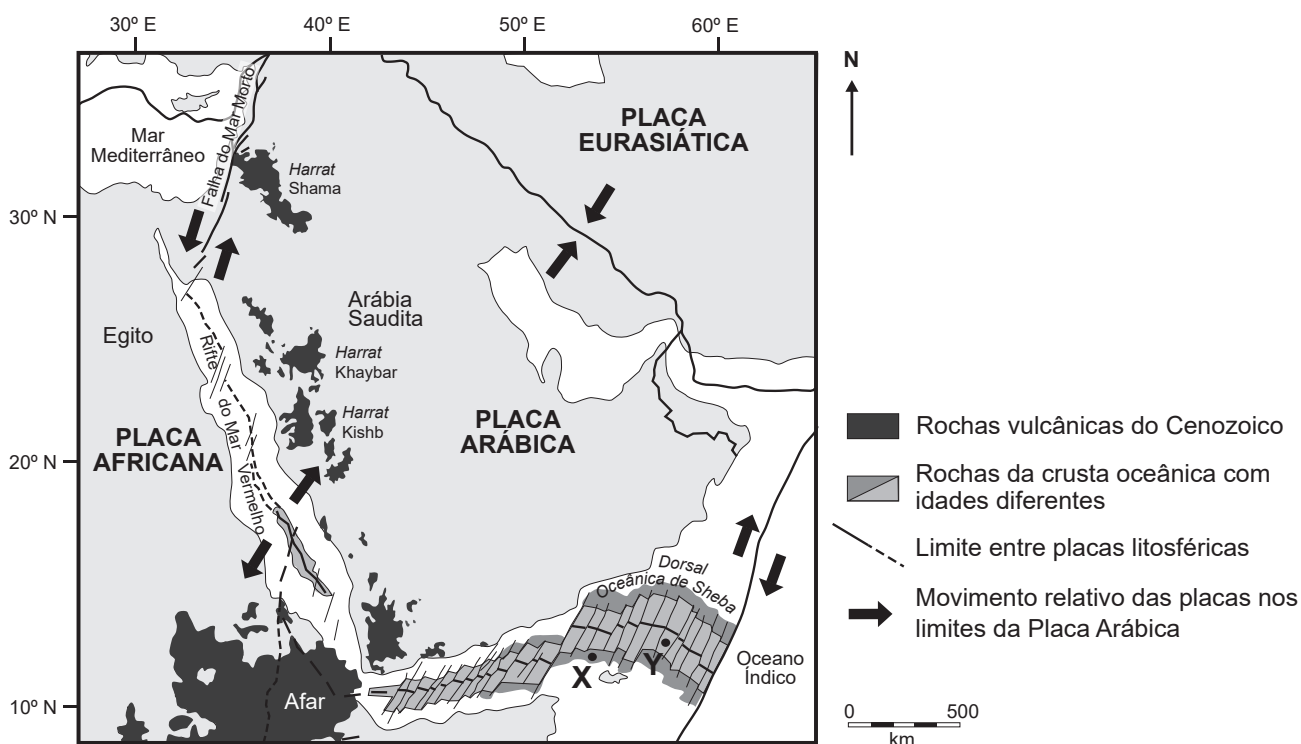 30º E
40º E
50º E
60º E
N
PLACA
EURASIÁTICA
Mar
Mediterrâneo
Falha do Mar Morto
Harrat
Shama
30º N
Arábia
Saudita
Egito
Rifte
do Mar
Vermelho
Harrat
Khaybar
Harrat
Kishb
PLACA
ARÁBICA
PLACA
AFRICANA
20º N
Rochas vulcânicas do Cenozoico
Rochas da crusta oceânica com
idades diferentes
Limite entre placas litosféricas
Movimento relativo das placas nos
limites da Placa Arábica
Dorsal
Oceânica de Sheba
X
Y
Oceano
Índico
Afar
10º N
0 500
km